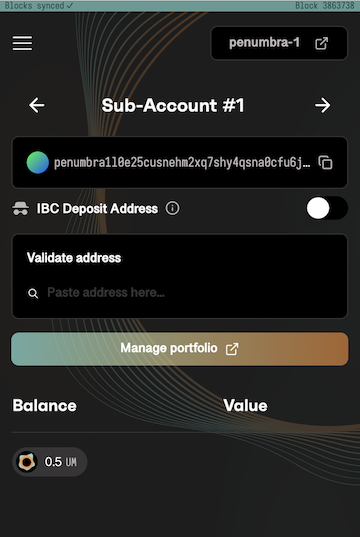 Blocks synced ✓ Block 3863738
penumbra-1
Sub-Account #1
penumbra1l0e25cusnehm2xq7shy4qsna0cfu6j…
IBC Deposit Address
Validate address
Paste address here...
Manage portfolio
Balance Value
0.5 UM